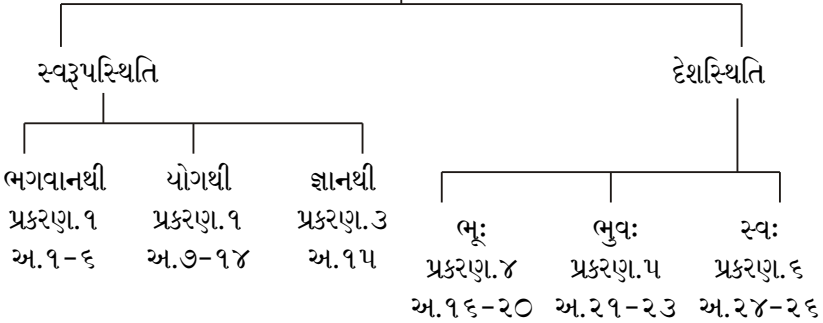 સ્વરૂપસ્થિતિ
દેશસ્થિતિ
ભગવાનથી
પ્રકરણ.૧
અ.૧-૬
યોગથી
પ્રકરણ.૧
અ.૭-૧૪
જ્ઞાનથી
પ્રકરણ.૩
અ.૧૫
ભૂઃ
પ્રકરણ.૪
અ.૧૬-૨૦
ભુવઃ
પ્રકરણ.૫
અ.૨૧-૨૩
સ્વઃ
પ્રકરણ.૬
અ.૨૪-૨૬